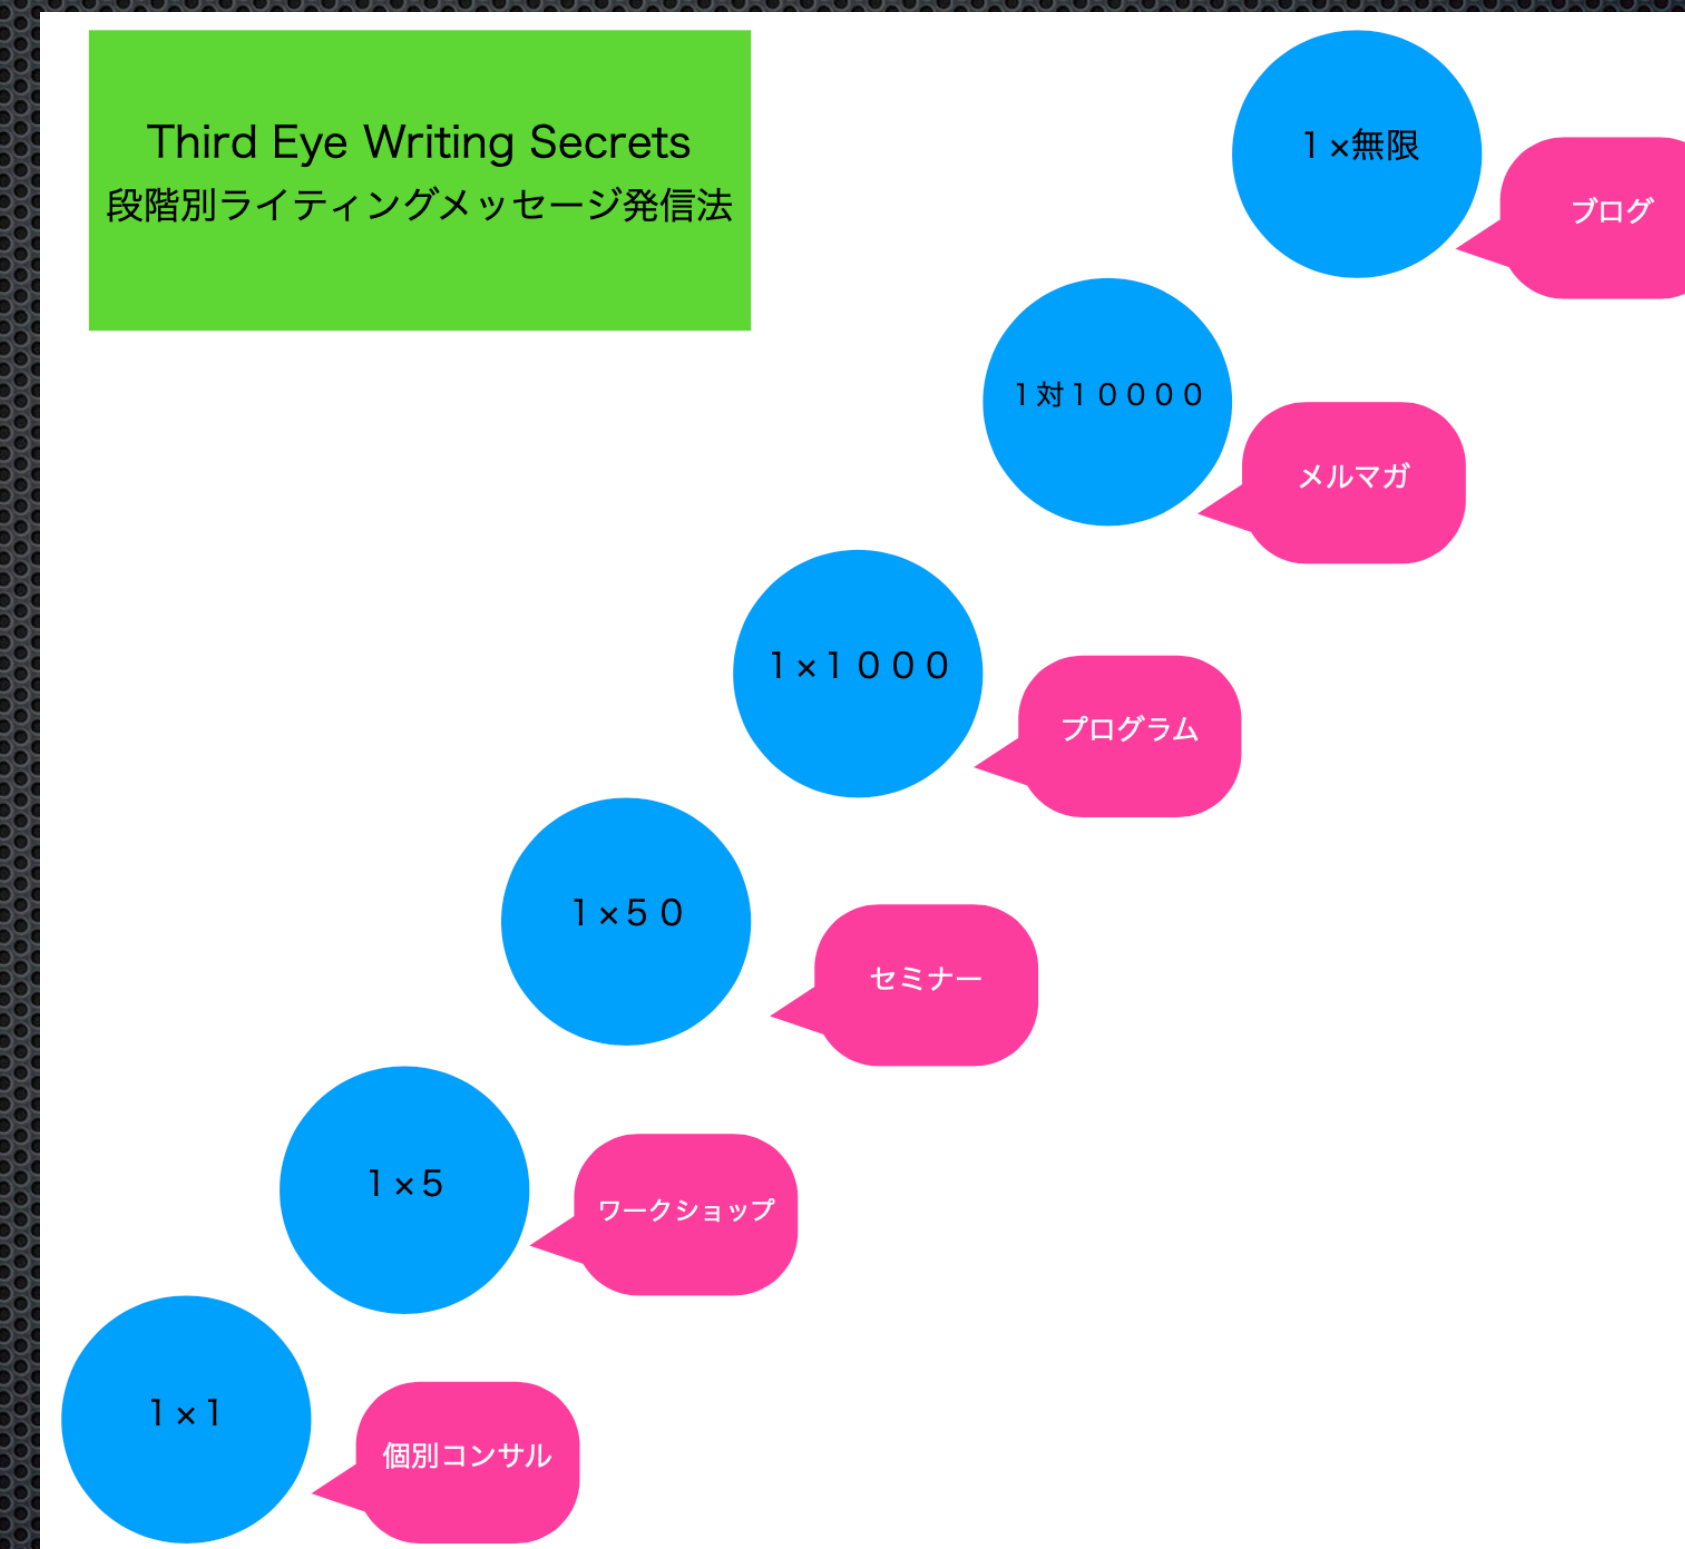 Third Eye Writing Secrets
段階別ライティングメッセージ発信法
１×無限
ブログ
１対１００００
メルマガ
１×１０００
プログラム
１×５０
セミナー
１×５
ワークショップ
１×１
個別コンサル